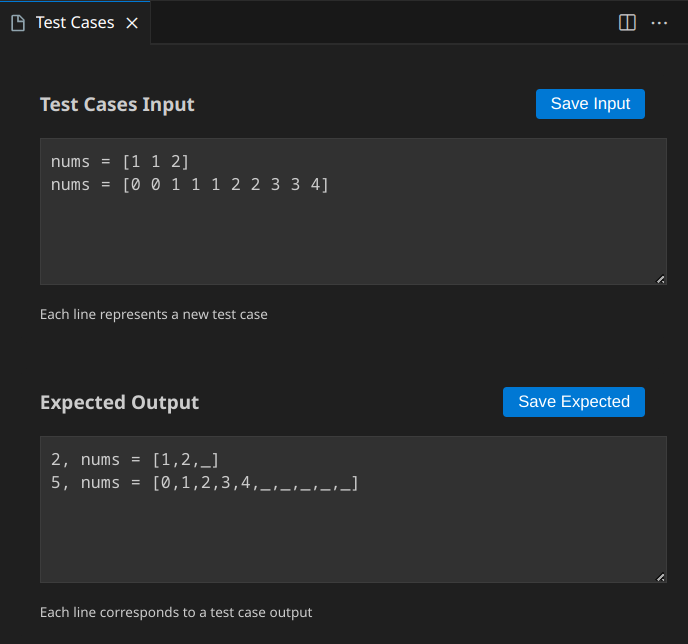 Test Cases
Test Cases Input
Save Input
nums = [1 1 2]
nums = [0 0 1 1 1 2 2 3 3 4]
Each line represents a new test case
Expected Output
Save Expected
2, nums = [1,2,_]
5, nums = [0,1,2,3,4,_,_,_,_,_]
Each line corresponds to a test case output